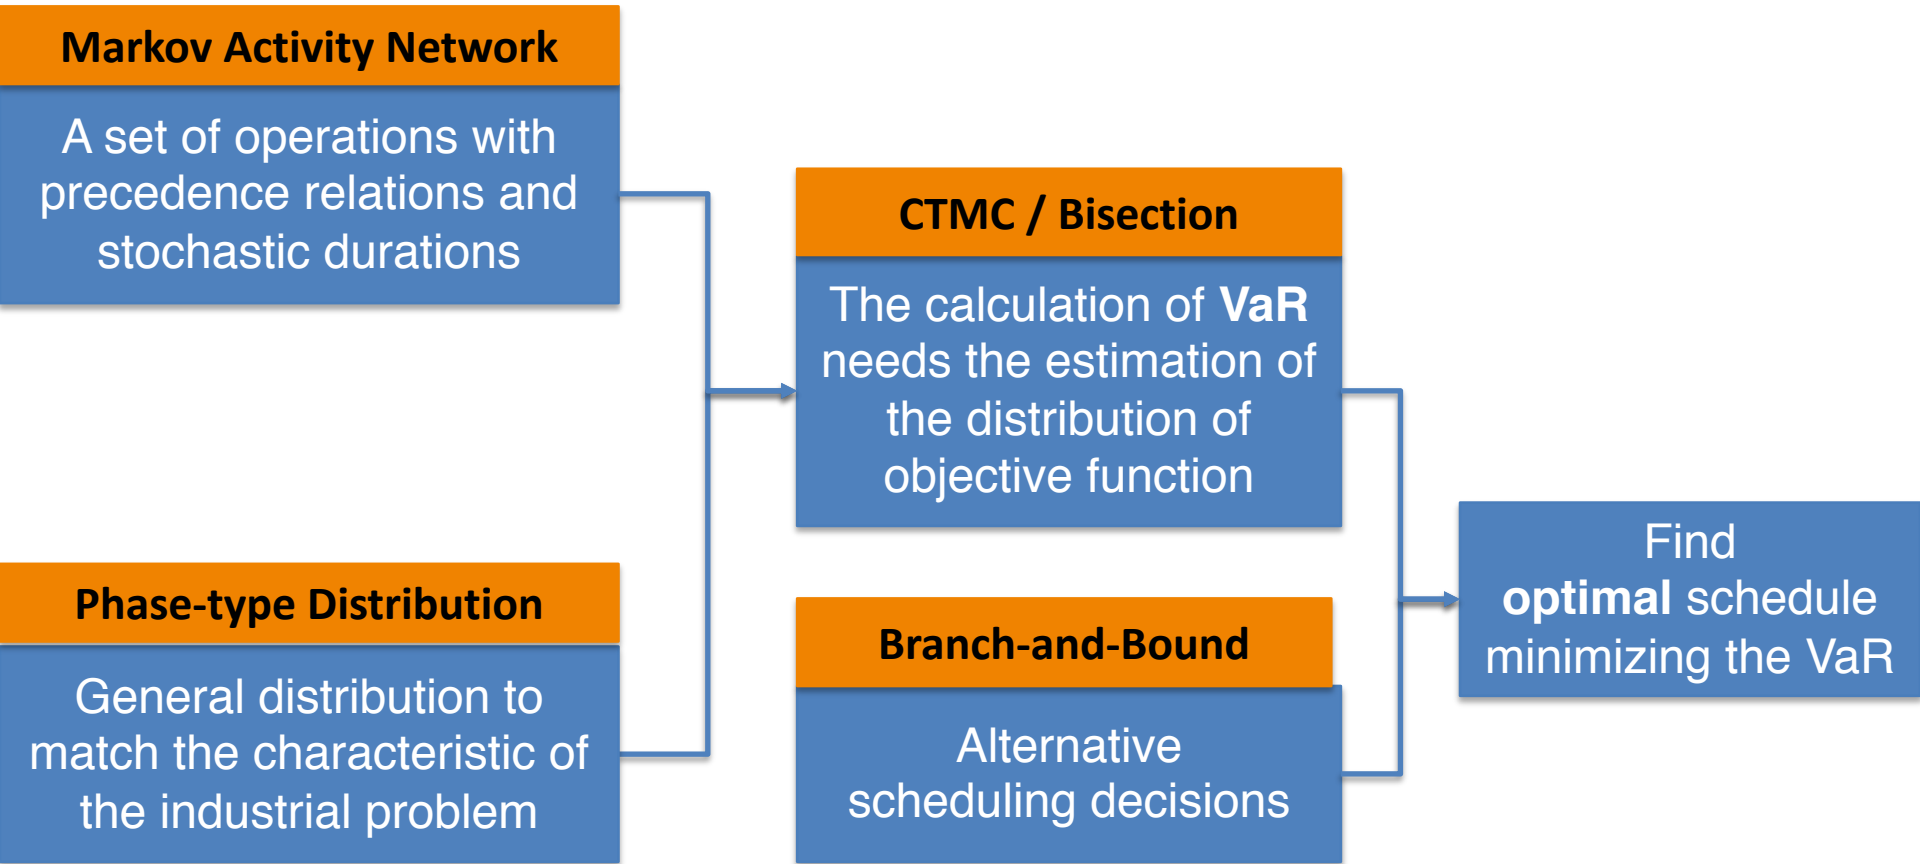 Markov Activity Network
A set of operations with
precedence relations and
stochastic durations
Phase-type Distribution
General distribution to
match the characteristic of
the industrial problem
CTMC / Bisection
The calculation of VaR
needs the estimation of
the distribution of
objective function
Branch-and-Bound
Alternative
scheduling decisions
Find
optimal schedule
minimizing the VaR